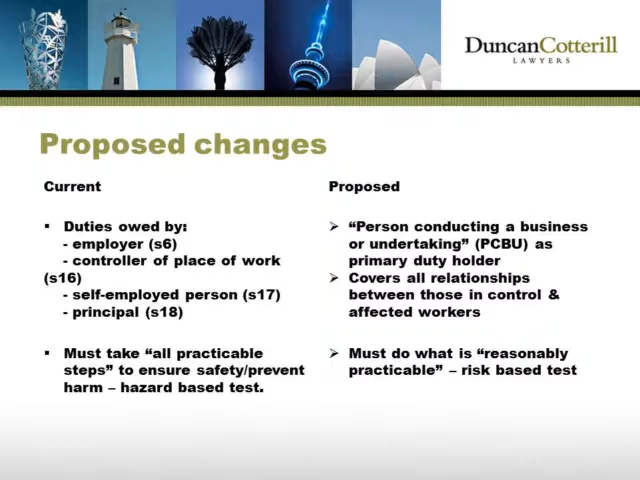 DuncanCotterill
LAWYERS
Proposed changes
Current
▪ Duties owed by:
- employer (s6)
- controller of place of work
(s16)
- self-employed person (s17)
- principal (s18)
▪ Must take “all practicable
steps” to ensure safety/prevent
harm – hazard based test.
Proposed
➢ “Person conducting a business
or undertaking” (PCBU) as
primary duty holder
➢ Covers all relationships
between those in control &
affected workers
➢ Must do what is “reasonably
practicable” – risk based test